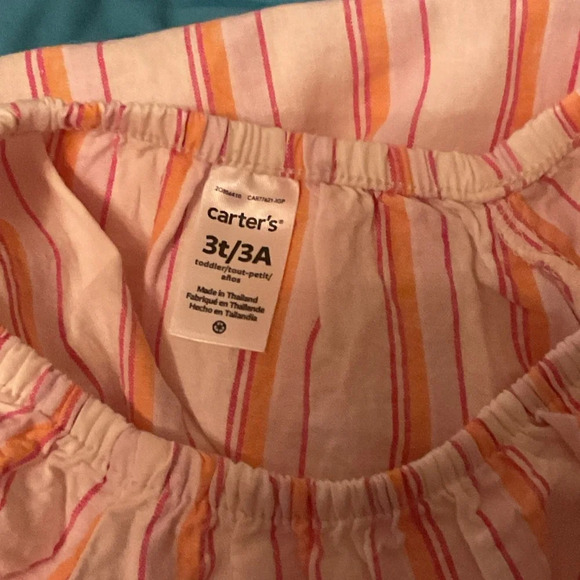 carter's®
3t/3A
toddler/tout-petit/
años
Made in Thailand
Fabriqué en Thaïlande
Hecho en Tailandia